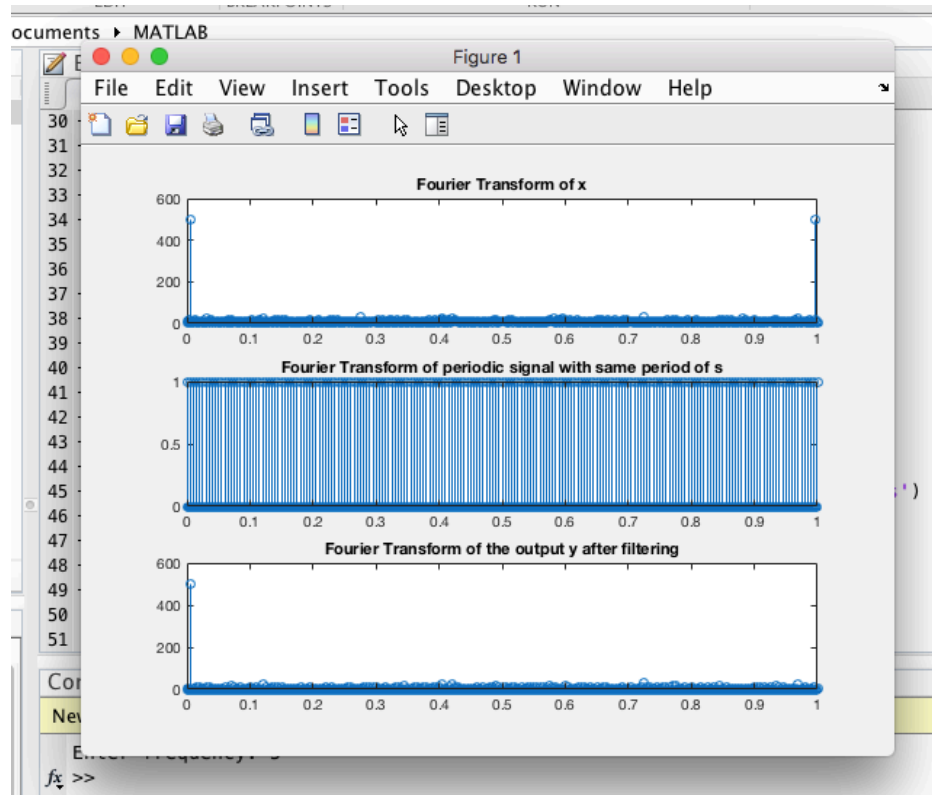 ocuments ▸ MATLAB
Figure 1
File Edit View Insert Tools Desktop Window Help
30
31
32
33
34
35
36
37
38
39
40
41
42
43
44
45
46
47
48
49
50
51
Fourier Transform of x
600
400
200
0
0 0.1 0.2 0.3 0.4 0.5 0.6 0.7 0.8 0.9 1
Fourier Transform of periodic signal with same period of s
1
0.5
0
0 0.1 0.2 0.3 0.4 0.5 0.6 0.7 0.8 0.9 1
Fourier Transform of the output y after filtering
600
400
200
0
0 0.1 0.2 0.3 0.4 0.5 0.6 0.7 0.8 0.9 1
')
Cor
Nev
fx >>